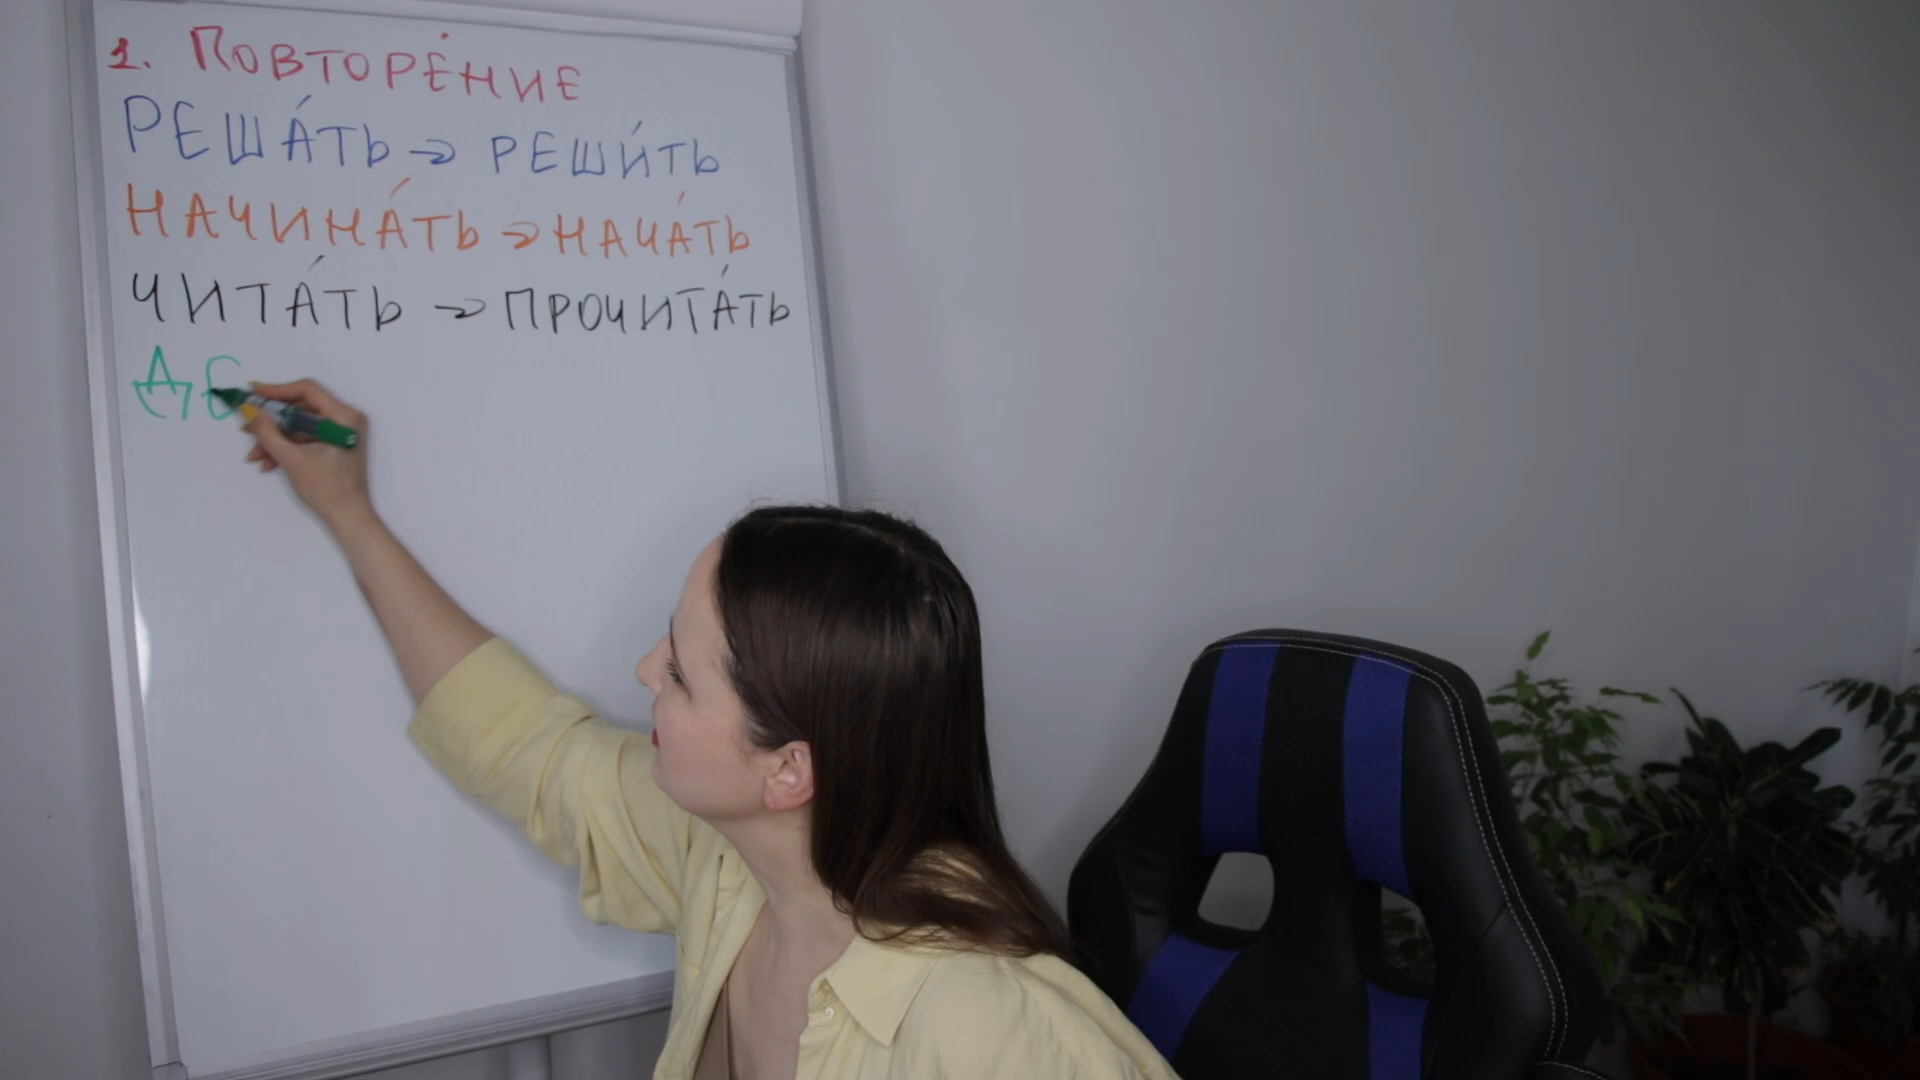 1. ПОВТОРЕ́НИЕ
РЕША́ТЬ → РЕШИ́ТЬ
НАЧИНА́ТЬ → НАЧА́ТЬ
ЧИТА́ТЬ → ПРОЧИТА́ТЬ
ДЕ